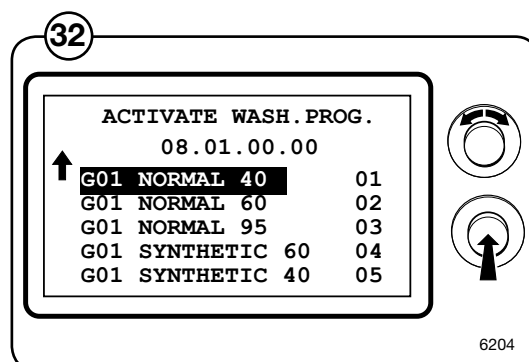 32
ACTIVATE WASH.PROG.
08.01.00.00
G01 NORMAL 40 01
G01 NORMAL 60 02
G01 NORMAL 95 03
G01 SYNTHETIC 60 04
G01 SYNTHETIC 40 05
6204